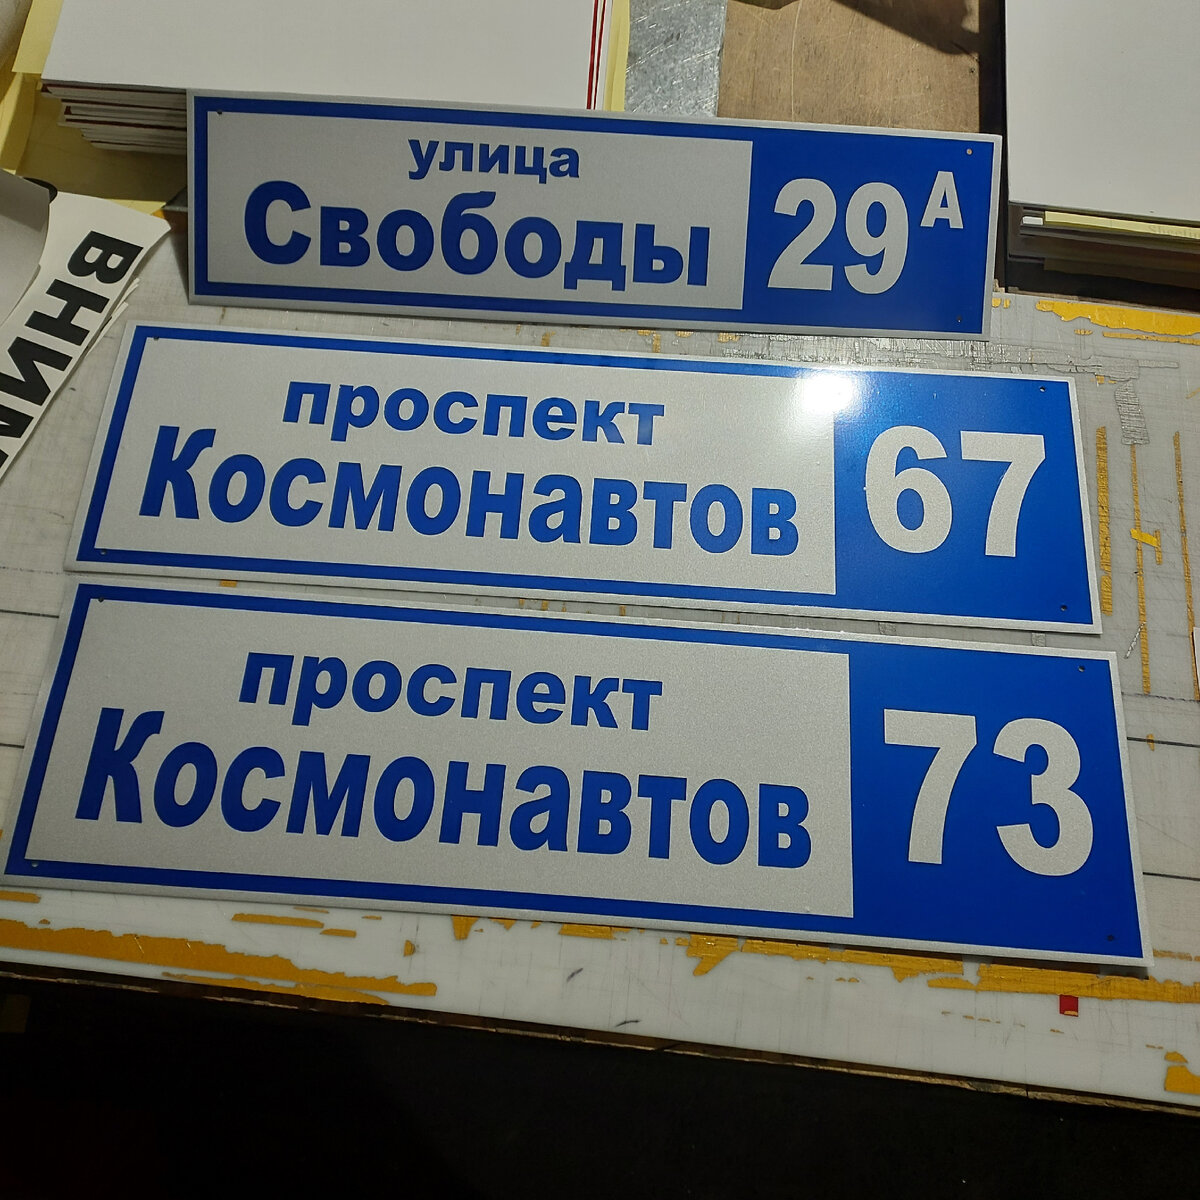 улица
Свободы
29А
проспект
Космонавтов
67
проспект
Космонавтов
73